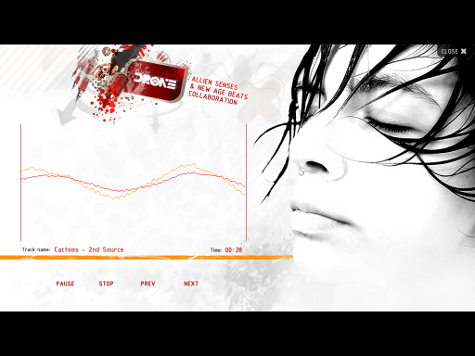 CLOSE ✖
DRONE
ALLIEN SENSES
& NEW AGE BEATS
COLLABORATION
Track name: Cactoos - 2nd Source
Time: 00:28
PAUSE STOP PREV NEXT